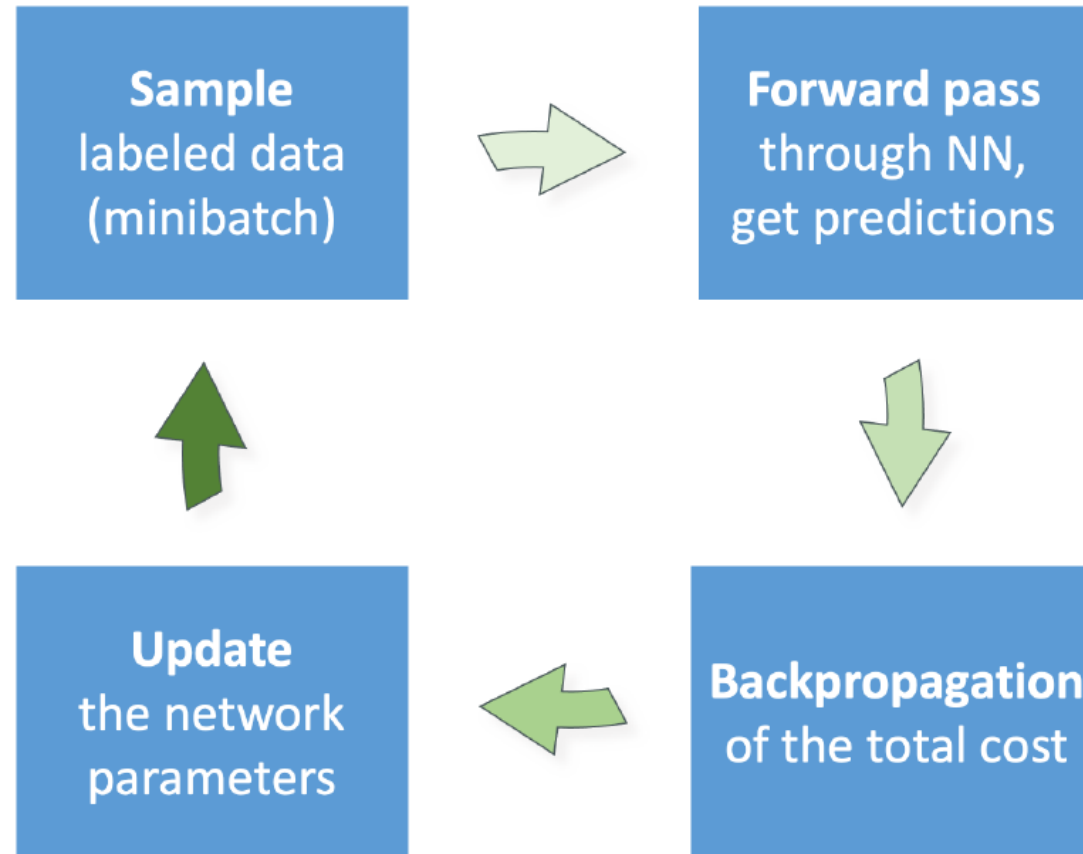 Sample
labeled data
(minibatch)
Forward pass
through NN,
get predictions
Update
the network
parameters
Backpropagation
of the total cost